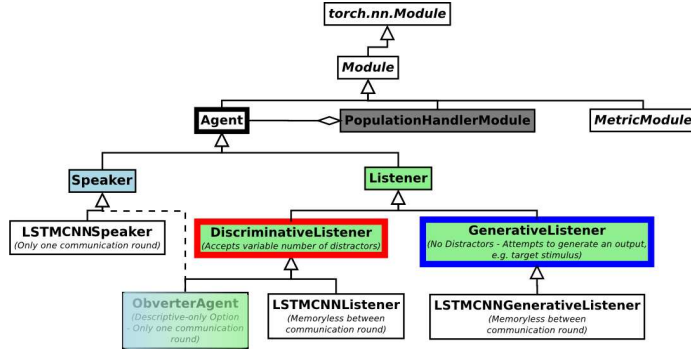 torch.nn.Module
Module
Agent
PopulationHandlerModule
MetricModule
Speaker
Listener
LSTMCNNSpeaker
(Only one communication round)
DiscriminativeListener
(Accepts variable number of distractors)
GenerativeListener
(No Distractors - Attempts to generate an output,
e.g. target stimulus)
ObverterAgent
(Descriptive-only Option
- Only one communication
round)
LSTMCNNListener
(Memoryless between
communication round)
LSTMCNNGenerativeListener
(Memoryless between
communication round)